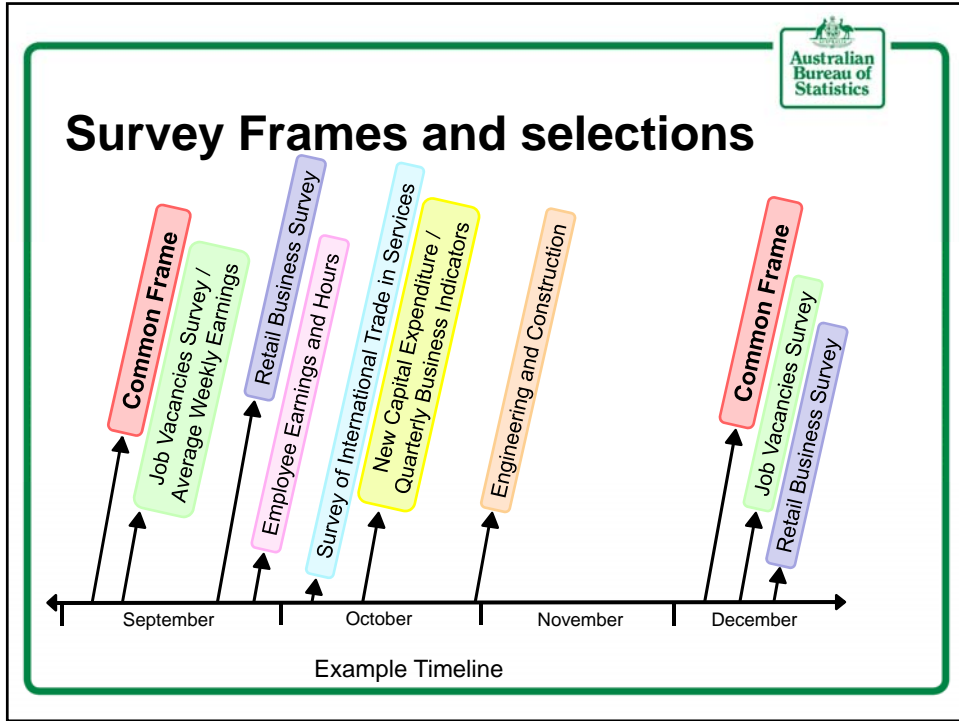 Australian
Bureau of
Statistics
Survey Frames and selections
Common Frame
Job Vacancies Survey /
Average Weekly Earnings
Retail Business Survey
Employee Earnings and Hours
Survey of International Trade in Services
New Capital Expenditure /
Quarterly Business Indicators
Engineering and Construction
Common Frame
Job Vacancies Survey
Retail Business Survey
September
October
November
December
Example Timeline